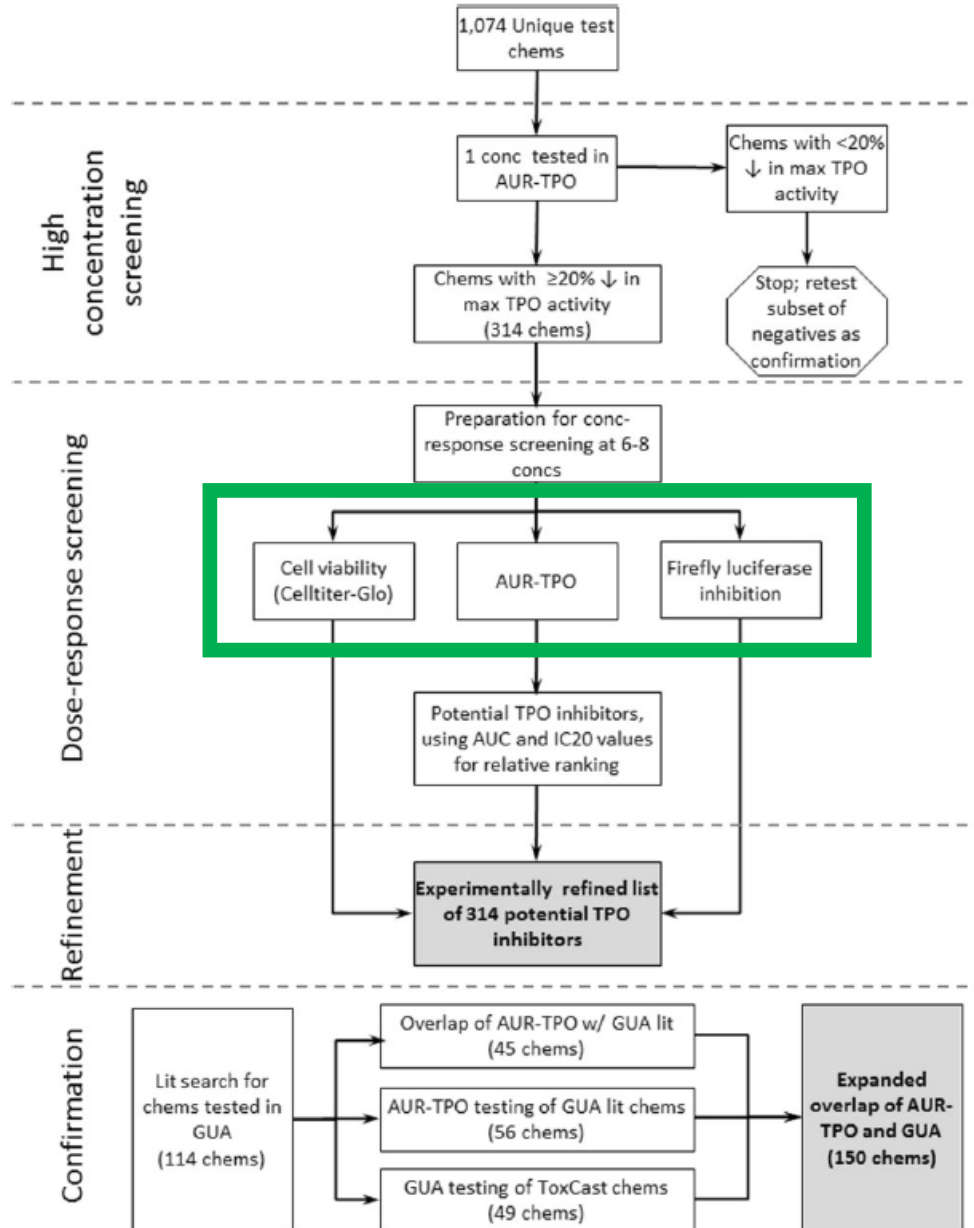 1,074 Unique test
chems
High
concentration
screening
1 conc  tested in
AUR-TPO
Chems with <20%
↓ in max TPO
activity
Chems with  ≥20% ↓ in
max TPO activity
(314 chems)
Stop; retest
subset of
negatives as
confirmation
Dose-response screening
Preparation for conc-
response screening at 6-8
concs
Cell viability
(Celltiter-Glo)
AUR-TPO
Firefly luciferase
inhibition
Potential TPO inhibitors,
using AUC and IC20 values
for relative ranking
Refinement
Experimentally  refined list
of 314 potential TPO
inhibitors
Confirmation
Lit search for
chems tested in
GUA
(114 chems)
Overlap of AUR-TPO w/ GUA lit
(45 chems)
AUR-TPO testing of GUA lit chems
(56 chems)
GUA testing of ToxCast chems
(49 chems)
Expanded
overlap of AUR-
TPO and GUA
(150 chems)